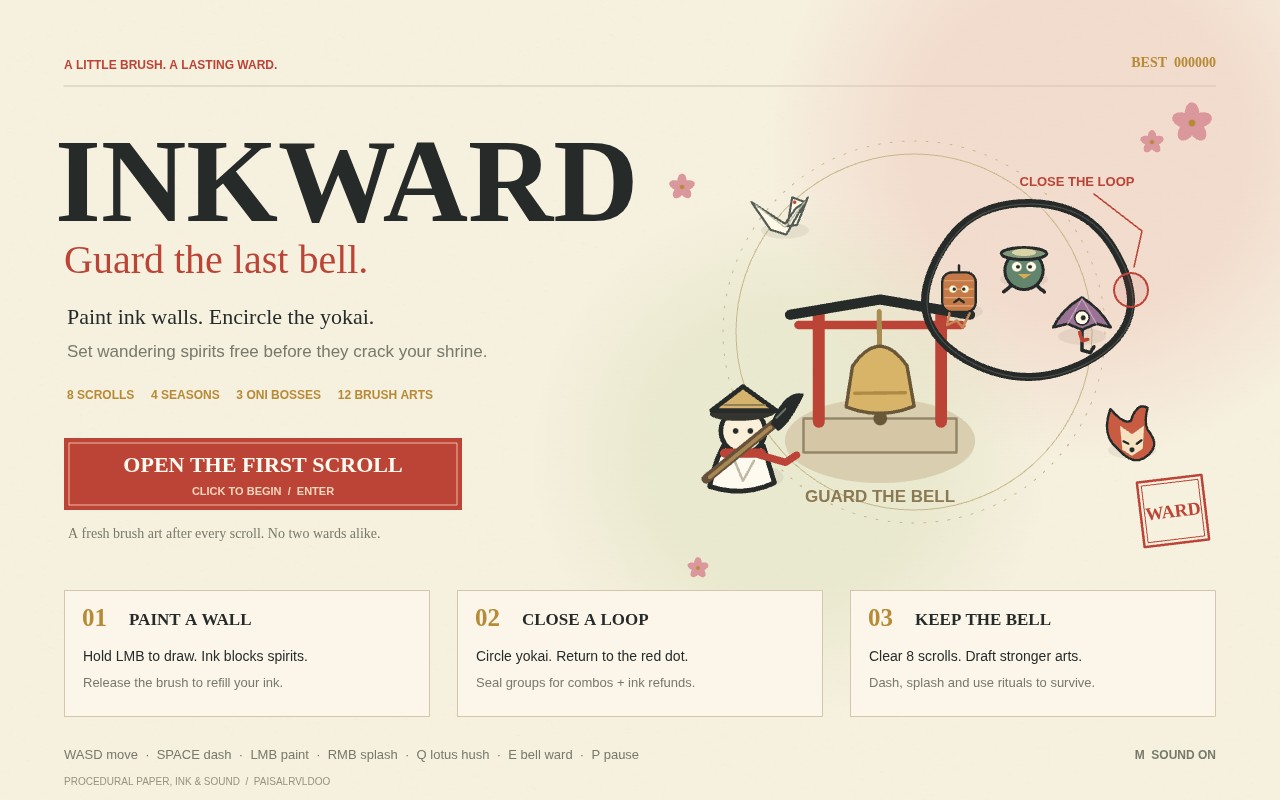 A LITTLE BRUSH. A LASTING WARD.
BEST 000000
INKWARD
Guard the last bell.
Paint ink walls. Encircle the yokai.
Set wandering spirits free before they crack your shrine.
8 SCROLLS 4 SEASONS 3 ONI BOSSES 12 BRUSH ARTS
OPEN THE FIRST SCROLL
CLICK TO BEGIN / ENTER
A fresh brush art after every scroll. No two wards alike.
CLOSE THE LOOP
GUARD THE BELL
WARD
01 PAINT A WALL
Hold LMB to draw. Ink blocks spirits.
Release the brush to refill your ink.
02 CLOSE A LOOP
Circle yokai. Return to the red dot.
Seal groups for combos + ink refunds.
03 KEEP THE BELL
Clear 8 scrolls. Draft stronger arts.
Dash, splash and use rituals to survive.
WASD move · SPACE dash · LMB paint · RMB splash · Q lotus hush · E bell ward · P pause
M SOUND ON
PROCEDURAL PAPER, INK & SOUND / PAISALRVLDOO